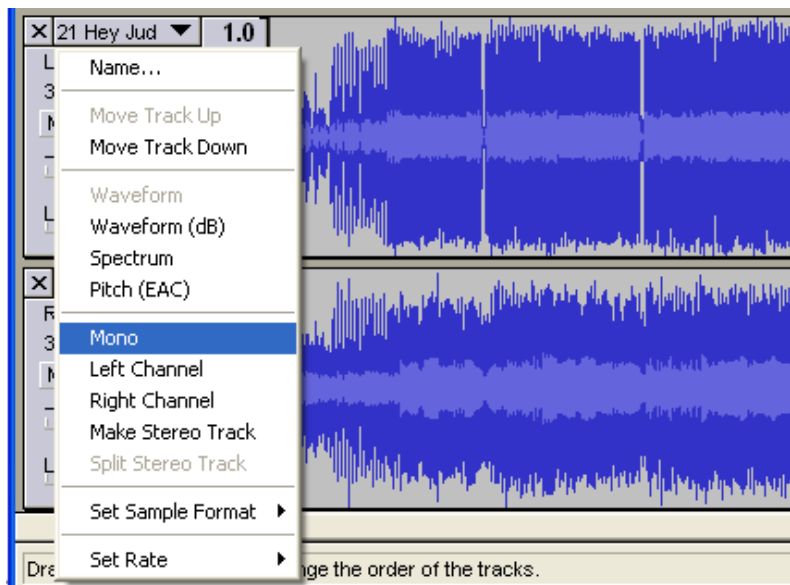 21 Hey Jud 1.0
L
Name...
3
Move Track Up
Move Track Down
Waveform
Waveform (dB)
L
Spectrum
Pitch (EAC)
R
Mono
3
Left Channel
Right Channel
Make Stereo Track
L
Split Stereo Track
Set Sample Format
Set Rate
Dra nge the order of the tracks.